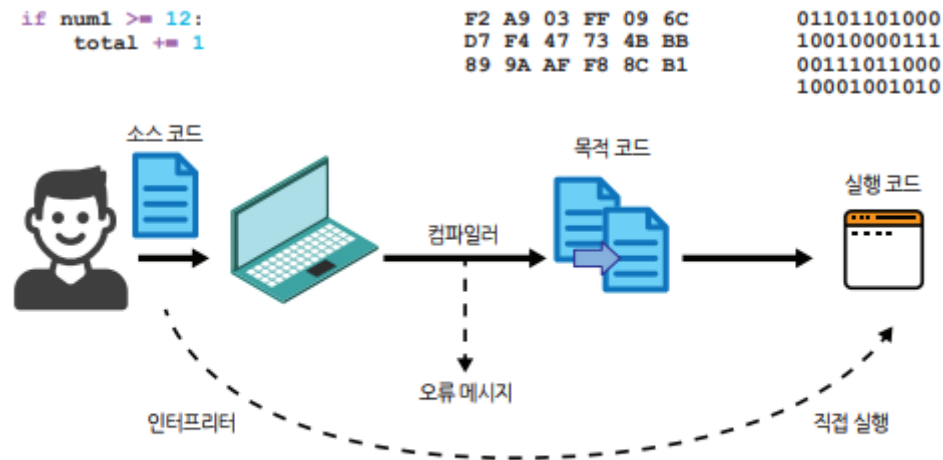 if num1 >= 12:
    total += 1
F2 A9 03 FF 09 6C
D7 F4 47 73 4B BB
89 9A AF F8 8C B1
01101101000
10010000111
00111011000
10001001010
소스 코드
목적 코드
실행 코드
컴파일러
오류 메시지
인터프리터
직접 실행